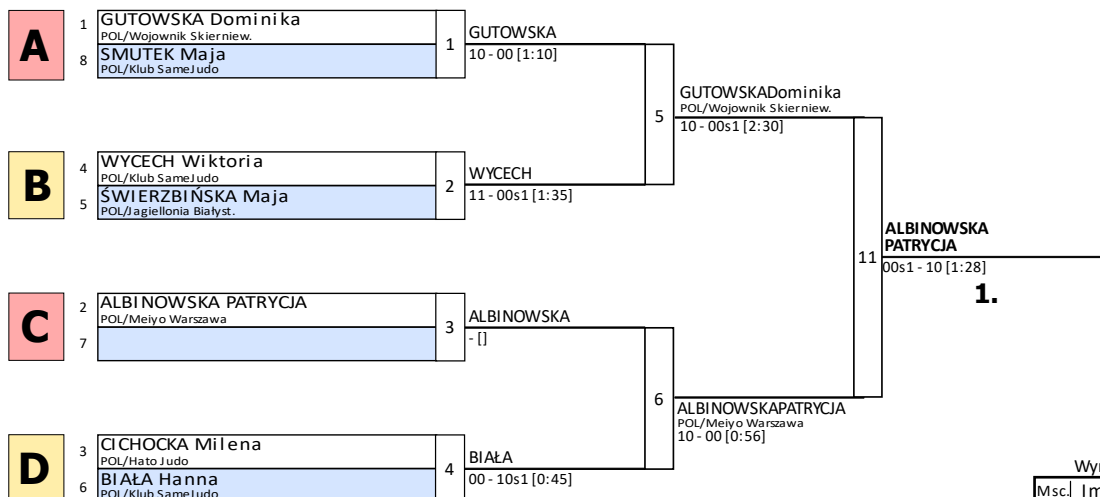 A
1 GUTOWSKA Dominika
POL/Wojownik Skierniew.
8 SMUTEK Maja
POL/Klub SameJudo
1
GUTOWSKA
10 - 00 [1:10]
B
4 WYCECH Wiktoria
POL/Klub SameJudo
5 ŚWIERZBIŃSKA Maja
POL/Jagiellonia Białyst.
2
WYCECH
11 - 00s1 [1:35]
5
GUTOWSKADominika
POL/Wojownik Skierniew.
10 - 00s1 [2:30]
C
2 ALBINOWSKA PATRYCJA
POL/Meiyo Warszawa
7
3
ALBINOWSKA
- []
D
3 CICHOCKA Milena
POL/Hato Judo
6 BIAŁA Hanna
POL/Klub SameJudo
4
BIAŁA
00 - 10s1 [0:45]
6
ALBINOWSKAPATRYCJA
POL/Meiyo Warszawa
10 - 00 [0:56]
11
ALBINOWSKA
PATRYCJA
00s1 - 10 [1:28]
1.
Msc.